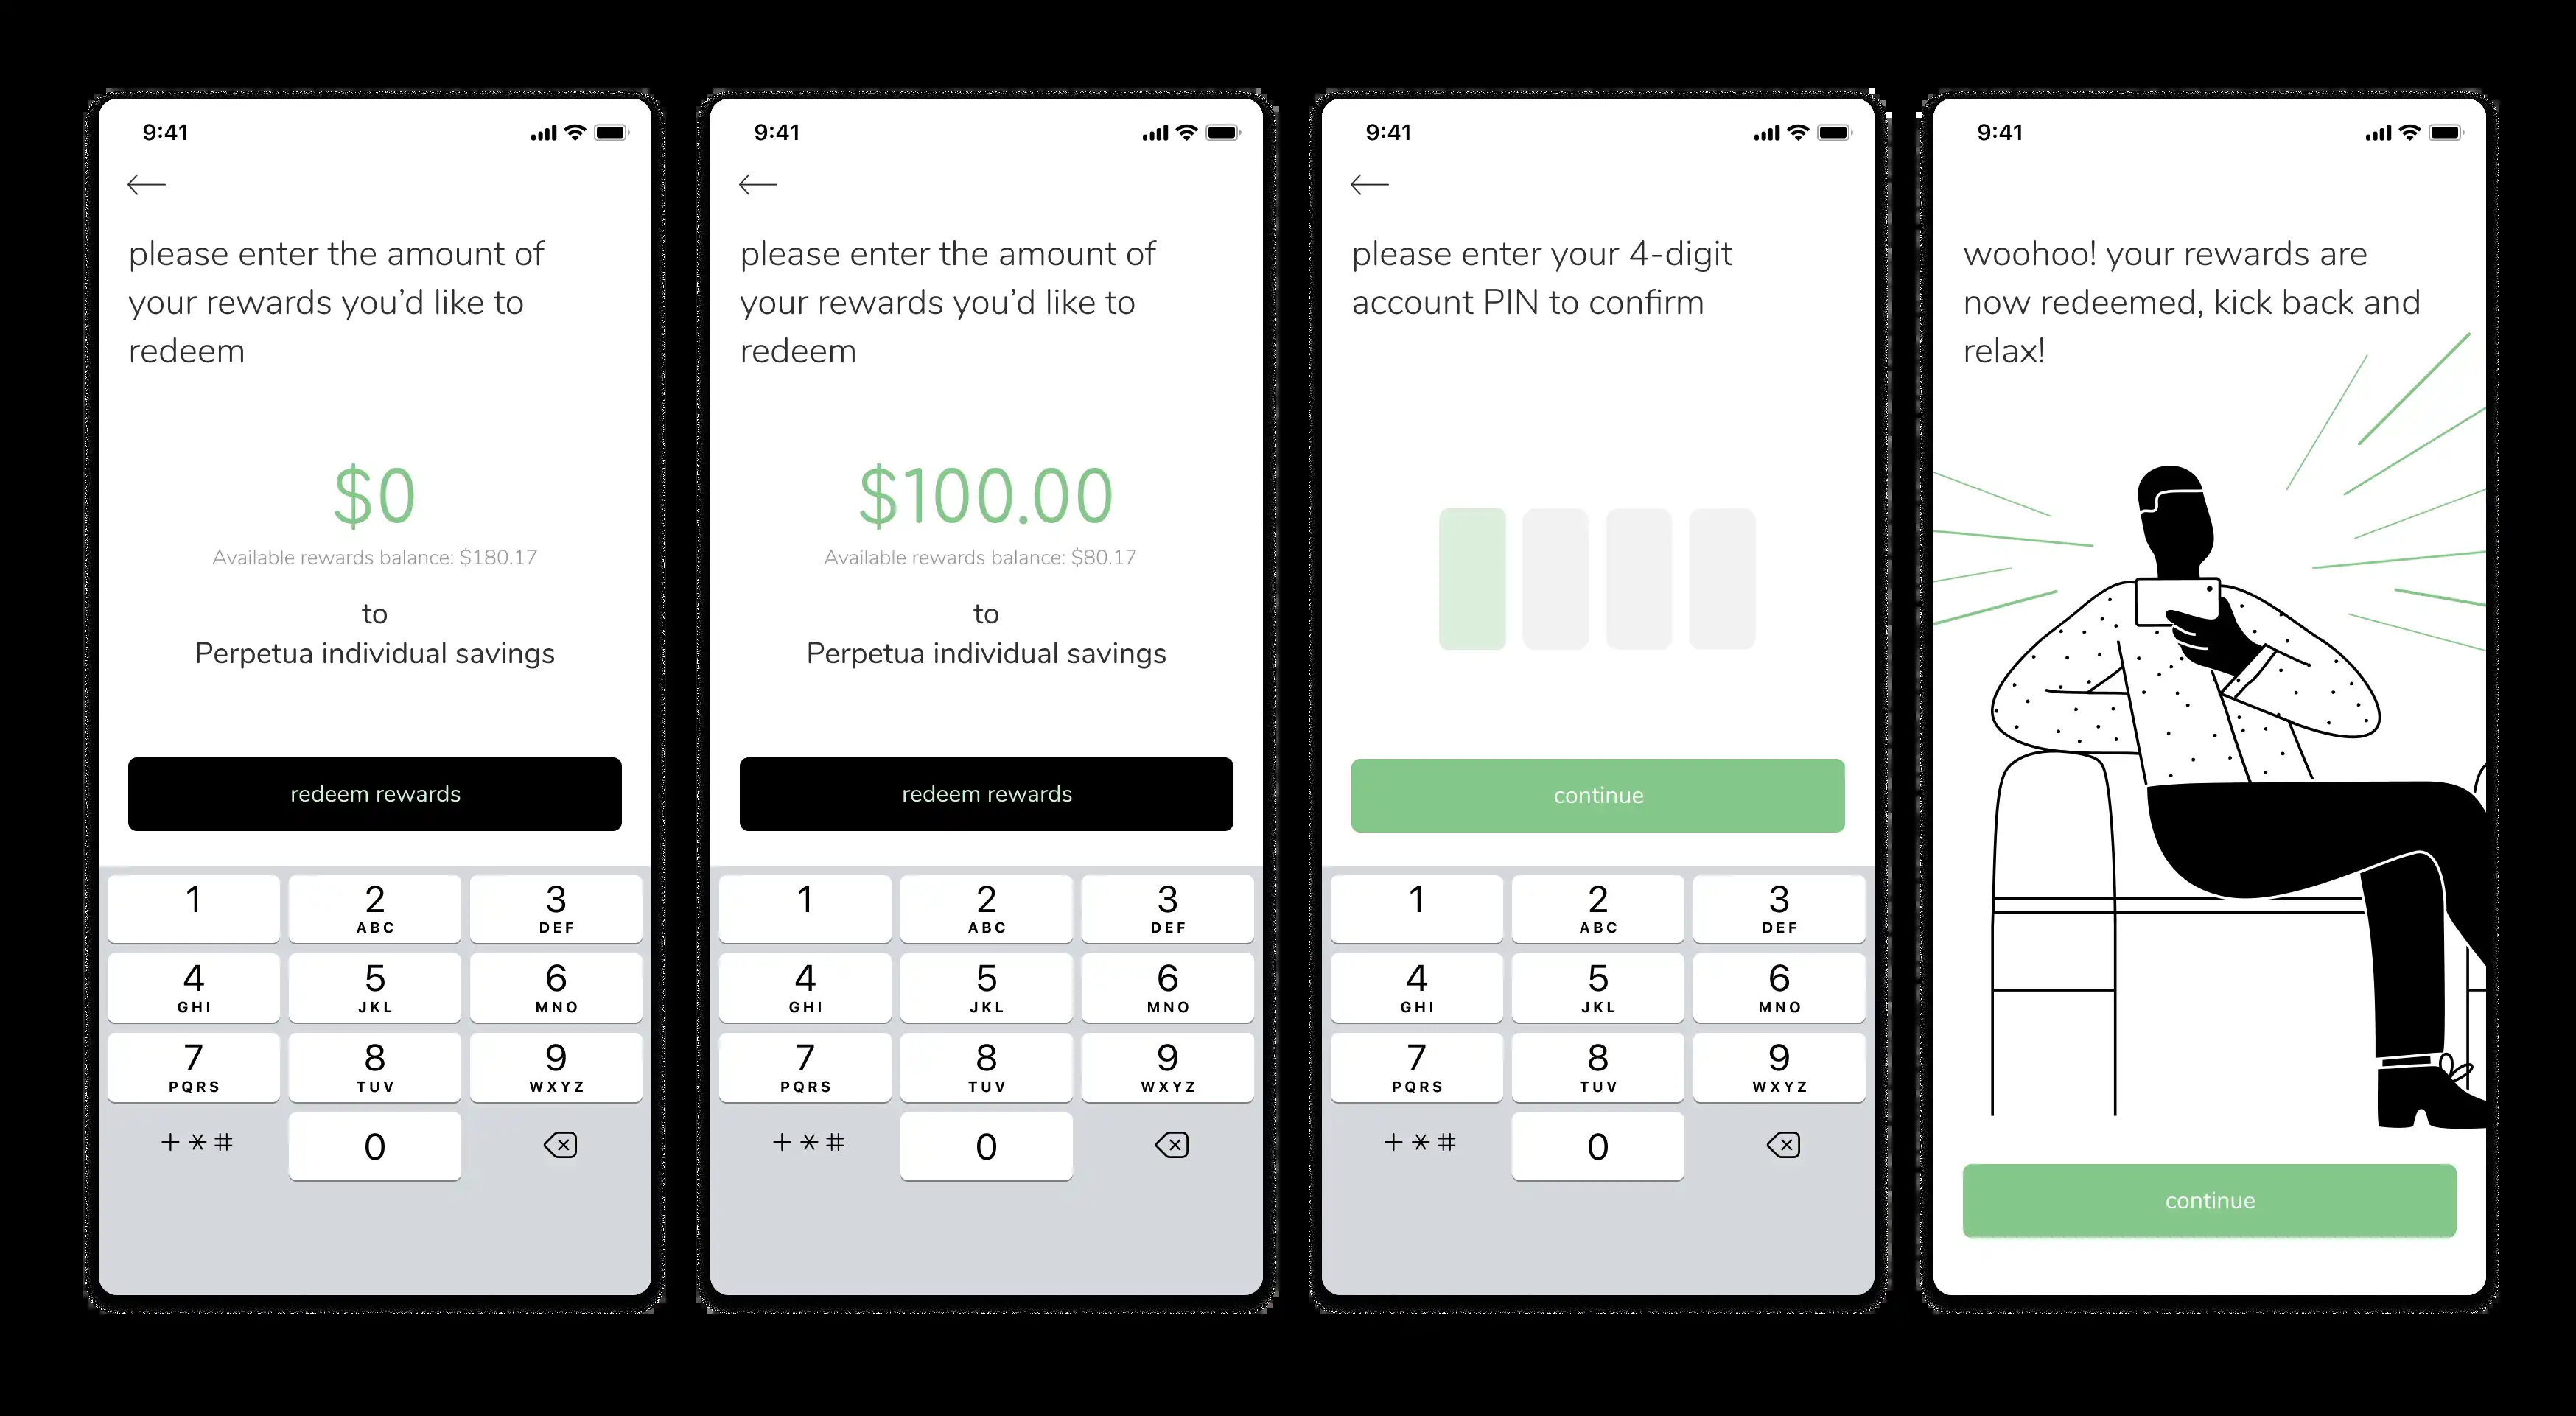 9:41
please enter the amount of
your rewards you’d like to
redeem
$0
Available rewards balance: $180.17
to
Perpetua individual savings
redeem rewards
1
2
ABC
3
DEF
4
GHI
5
JKL
6
MNO
7
PQRS
8
TUV
9
WXYZ
+*#
0
9:41
please enter the amount of
your rewards you’d like to
redeem
$100.00
Available rewards balance: $80.17
to
Perpetua individual savings
redeem rewards
1
2
ABC
3
DEF
4
GHI
5
JKL
6
MNO
7
PQRS
8
TUV
9
WXYZ
+*#
0
9:41
please enter your 4-digit
account PIN to confirm
continue
1
2
ABC
3
DEF
4
GHI
5
JKL
6
MNO
7
PQRS
8
TUV
9
WXYZ
+*#
0
9:41
woohoo! your rewards are
now redeemed, kick back and
relax!
continue